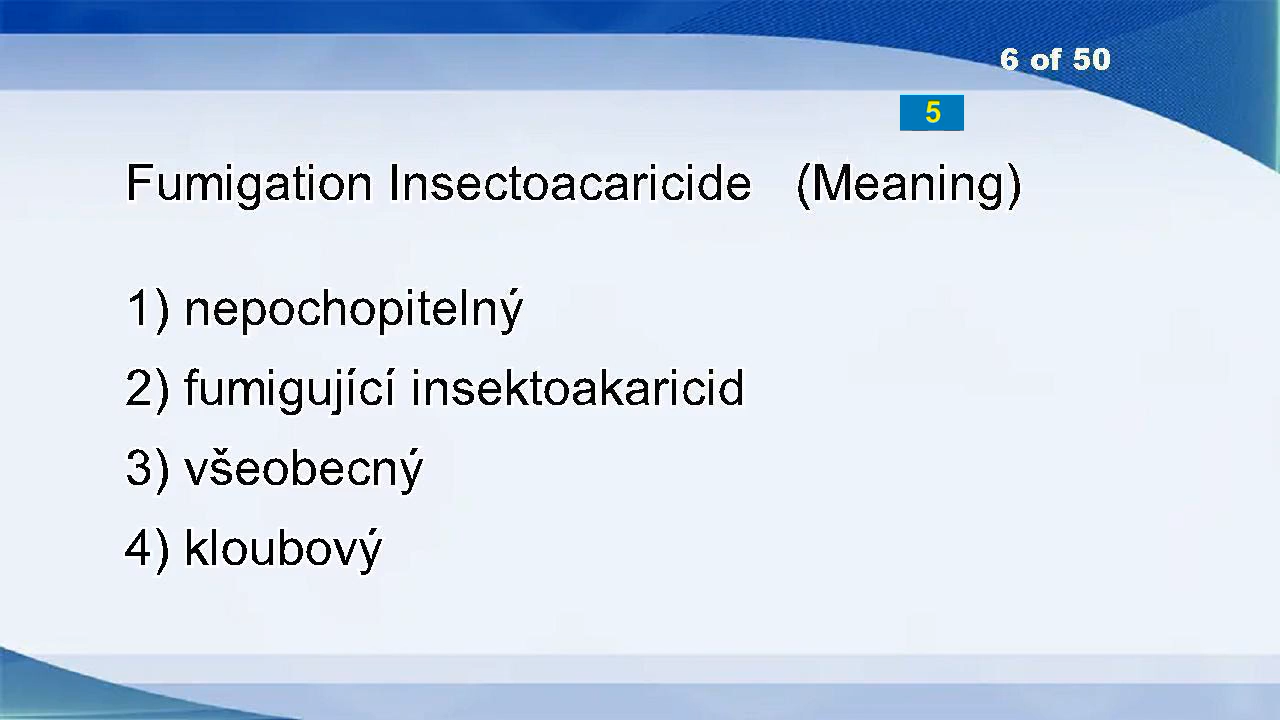 6 of 50
5
Fumigation Insectoacaricide (Meaning)
1) nepochopitelný
2) fumigující insektoakaricid
3) všeobecný
4) kloubový